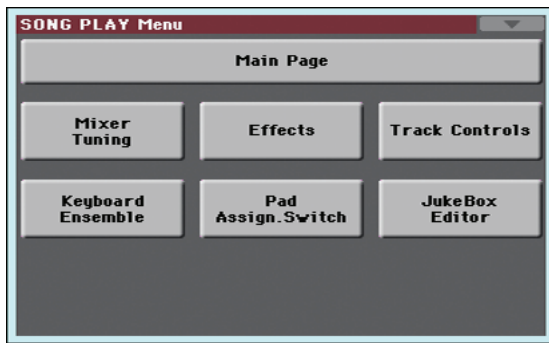 SONG PLAY Menu
Main Page
Mixer
Tuning
Effects
Track Controls
Keyboard
Ensemble
Pad
Assign.Switch
JukeBox
Editor